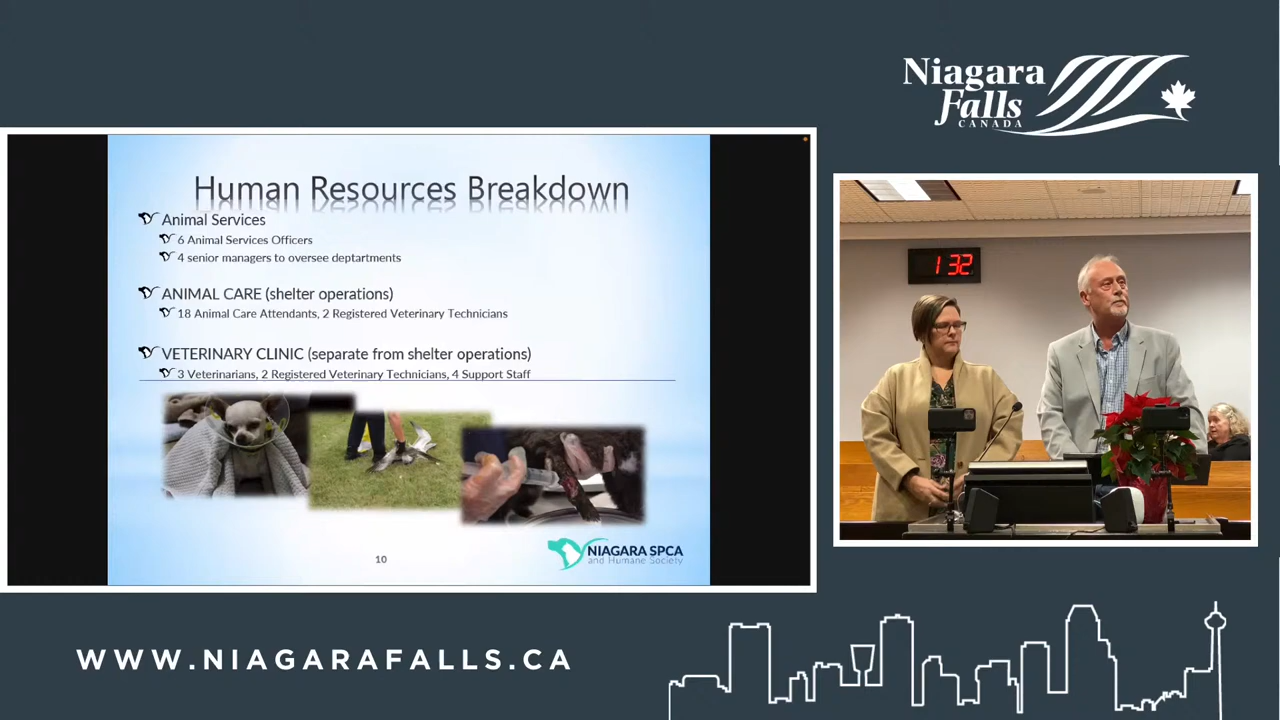 Niagara
Falls
CANADA
Human Resources Breakdown
Animal Services
6 Animal Services Officers
4 senior managers to oversee deptartments
ANIMAL CARE (shelter operations)
18 Animal Care Attendants, 2 Registered Veterinary Technicians
VETERINARY CLINIC (separate from shelter operations)
3 Veterinarians, 2 Registered Veterinary Technicians, 4 Support Staff
10
NIAGARA SPCA
and Humane Society
1 32
WWW.NIAGARAFALLS.CA